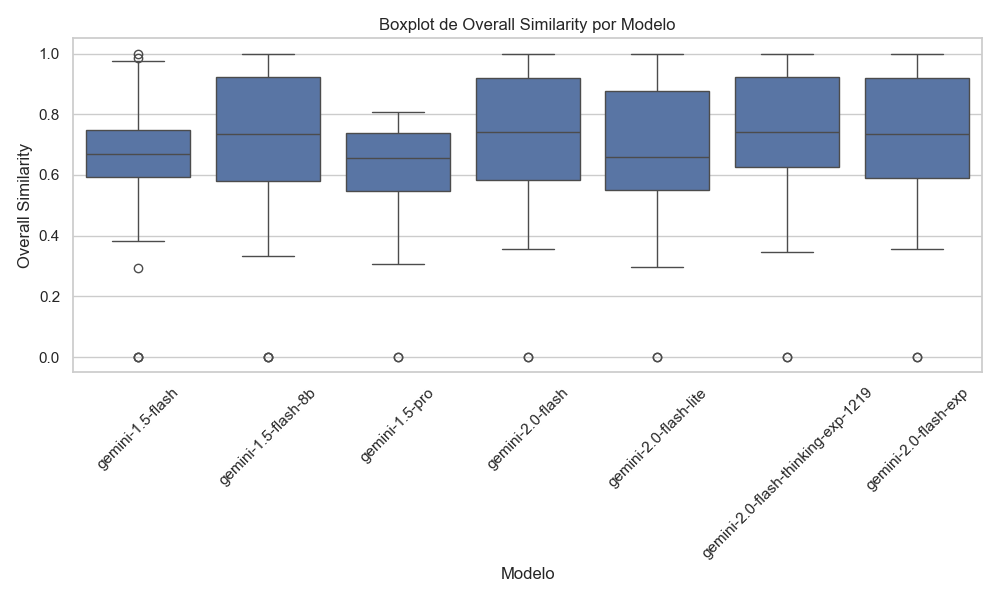 Boxplot de Overall Similarity por Modelo
Overall Similarity
1.0
0.8
0.6
0.4
0.2
0.0
gemini-1.5-flash
gemini-1.5-flash-8b
gemini-1.5-pro
gemini-2.0-flash
gemini-2.0-flash-lite
gemini-2.0-flash-thinking-exp-1219
gemini-2.0-flash-exp
Modelo